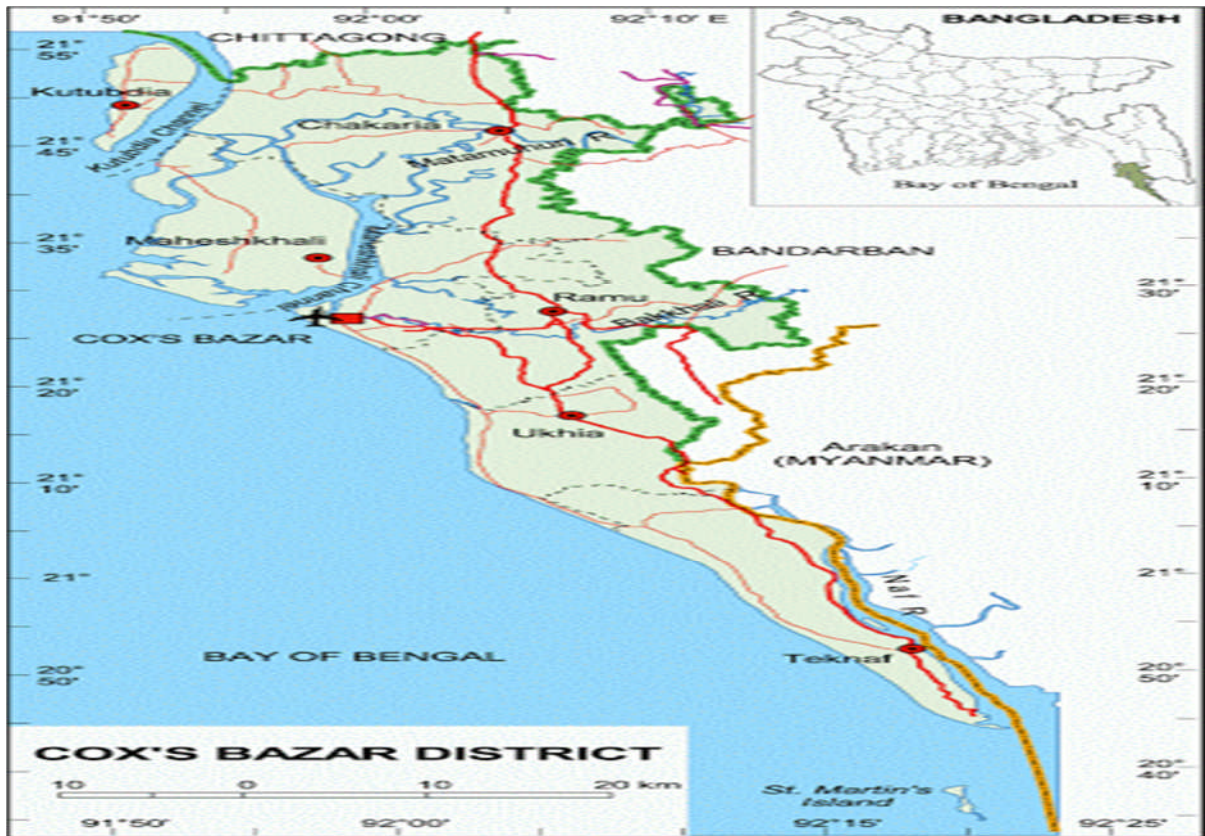 91°50'
92°00'
92°10' E
BANGLADESH
Bay of Bengal
CHITTAGONG
21°
55'
Kutubdia
Kutubdia Channel
Chakaria
Matamuhuri R
21°
45'
21°
45'
21°
35'
Maheshkhali
Maheshkhali Channel
BANDARBAN
21°
30'
Ramu
Bakkhali R
COX'S BAZAR
21°
20'
21°
20'
Ukhia
Arakan
(MYANMAR)
21°
10'
21°
10'
21°
21°
Naf R
BAY OF BENGAL
Teknaf
20°
50'
20°
50'
COX'S BAZAR DISTRICT
10
0
10
20 km
St. Martin's
Island
20°
40'
91°50'
92°00'
92°15'
92°25'